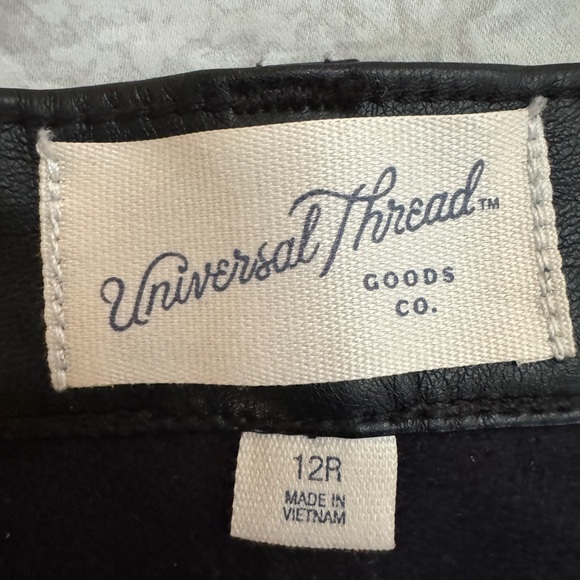 Universal Thread™
GOODS
CO.
12R
MADE IN
VIETNAM